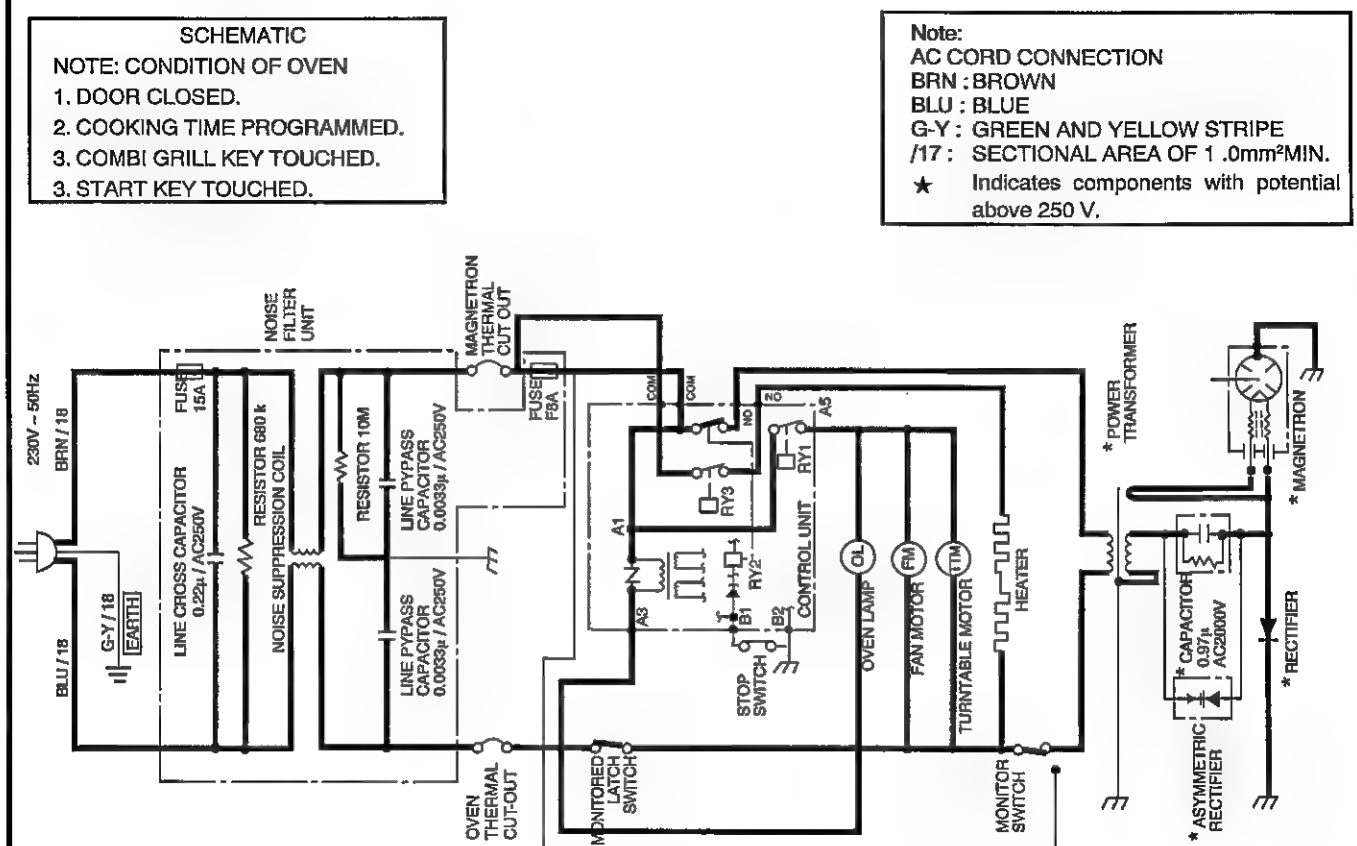 SCHEMATIC
NOTE: CONDITION OF OVEN
1. DOOR CLOSED.
2. COOKING TIME PROGRAMMED.
3. COMBI GRILL KEY TOUCHED.
3. START KEY TOUCHED.
Note:
AC CORD CONNECTION
BRN : BROWN
BLU : BLUE
G-Y : GREEN AND YELLOW STRIPE
/17 : SECTIONAL AREA OF 1 .0mm²MIN.
★ Indicates components with potential
above 250 V.
230V ~ 50Hz
BRN / 18
BLU / 18
G-Y / 18
EARTH
NOISE
FILTER
UNIT
FUSE
15A
LINE CROSS CAPACITOR
0.22μ / AC250V
RESISTOR 680 k
NOISE SUPPRESSION COIL
RESISTOR 10M
LINE PYPASS
CAPACITOR
0.0033μ / AC250V
LINE PYPASS
CAPACITOR
0.0033μ / AC250V
MAGNETRON
THERMAL
CUT OUT
FUSE
F8A
OVEN
THERMAL
CUT-OUT
MONITORED
LATCH
SWITCH
COM
COM
NO
NO
A5
A1
A3
RY1
RY2
RY3
B1
B2
CONTROL UNIT
STOP
SWITCH
OL
OVEN LAMP
FM
FAN MOTOR
TTM
TURNTABLE MOTOR
HEATER
MONITOR
SWITCH
* POWER
TRANSFORMER
* MAGNETRON
* CAPACITOR
0.97μ
AC2000V
* RECTIFIER
* ASYMMETRIC
RECTIFIER